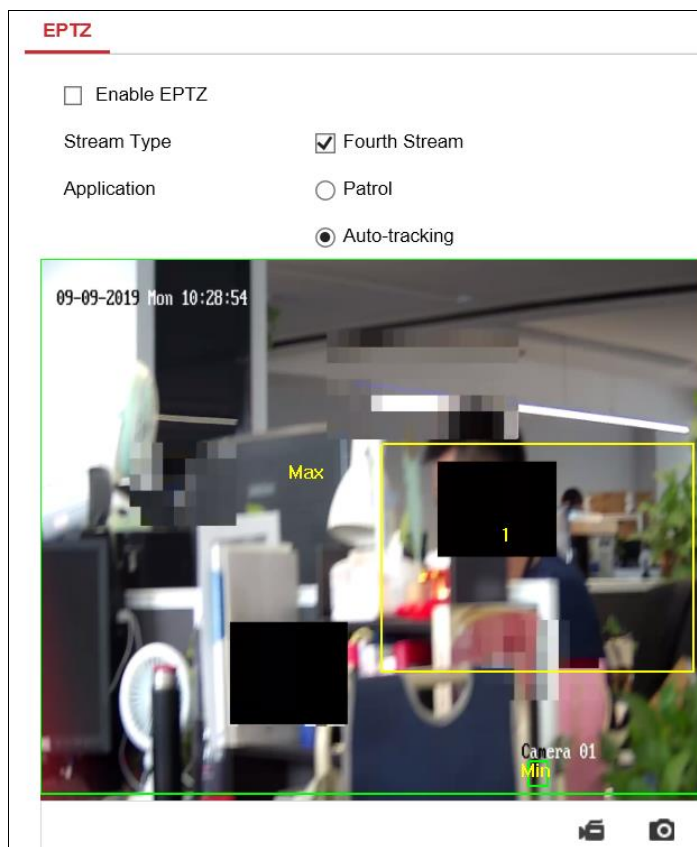 EPTZ
Enable EPTZ
Stream Type
Fourth Stream
Application
Patrol
Auto-tracking
09-09-2019 Mon 10:28:54
Max
1
Camera 01
Min